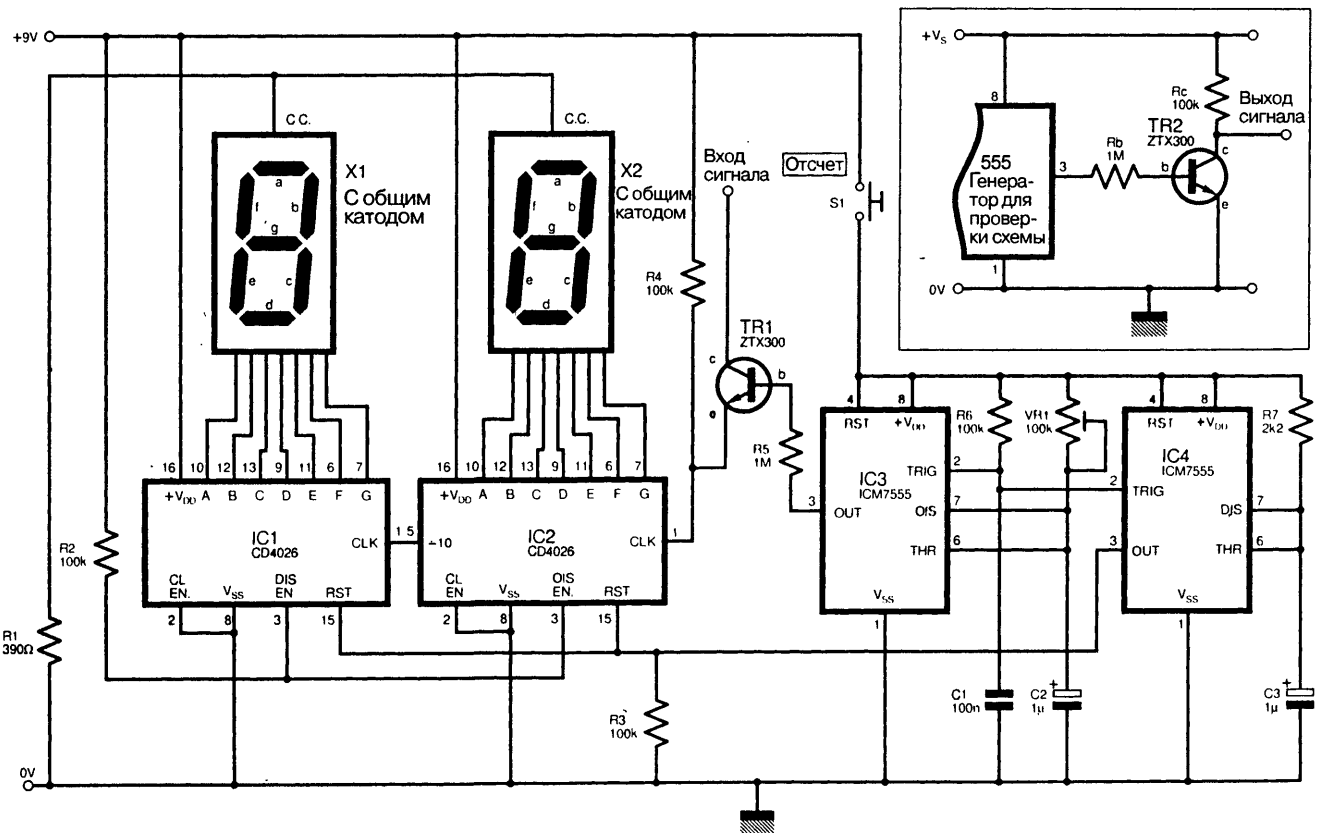 +9V
C.C.
C.C.
X1
С общим
катодом
X2
С общим
катодом
a
f
b
g
e
c
d
a
f
b
g
e
c
d
Вход
сигнала
Отсчет
S1
R4
100k
TR1
ZTX300
c
b
e
R5
1M
+VS
8
555
Генера-
тор для
провер-
ки схемы
3
1
0V
Rb
1M
TR2
ZTX300
b
c
e
Rc
100k
Выход
сигнала
16 10 12 13 9 11 6 7
+VDD A B C D E F G
IC1
CD4026
CLK
1
CL
EN.
VSS
DIS
EN
RST
2 8 3 15
16 10 12 13 9 11 6 7
+VDD A B C D E F G
5
÷10
IC2
CD4026
CLK
1
CL
EN
VSS
OIS
EN.
RST
2 8 3 15
R2
100k
R1
390Ω
R3
100k
4
RST
8
+VDD
IC3
ICM7555
TRIG
2
OUT
3
OIS
7
THR
6
VSS
1
R6
100k
VR1
100k
4
RST
8
+VDD
IC4
ICM7555
2
TRIG
3
OUT
DIS
7
THR
6
VSS
1
R7
2k2
C1
100n
C2
1µ
+
C3
1µ
+
0V